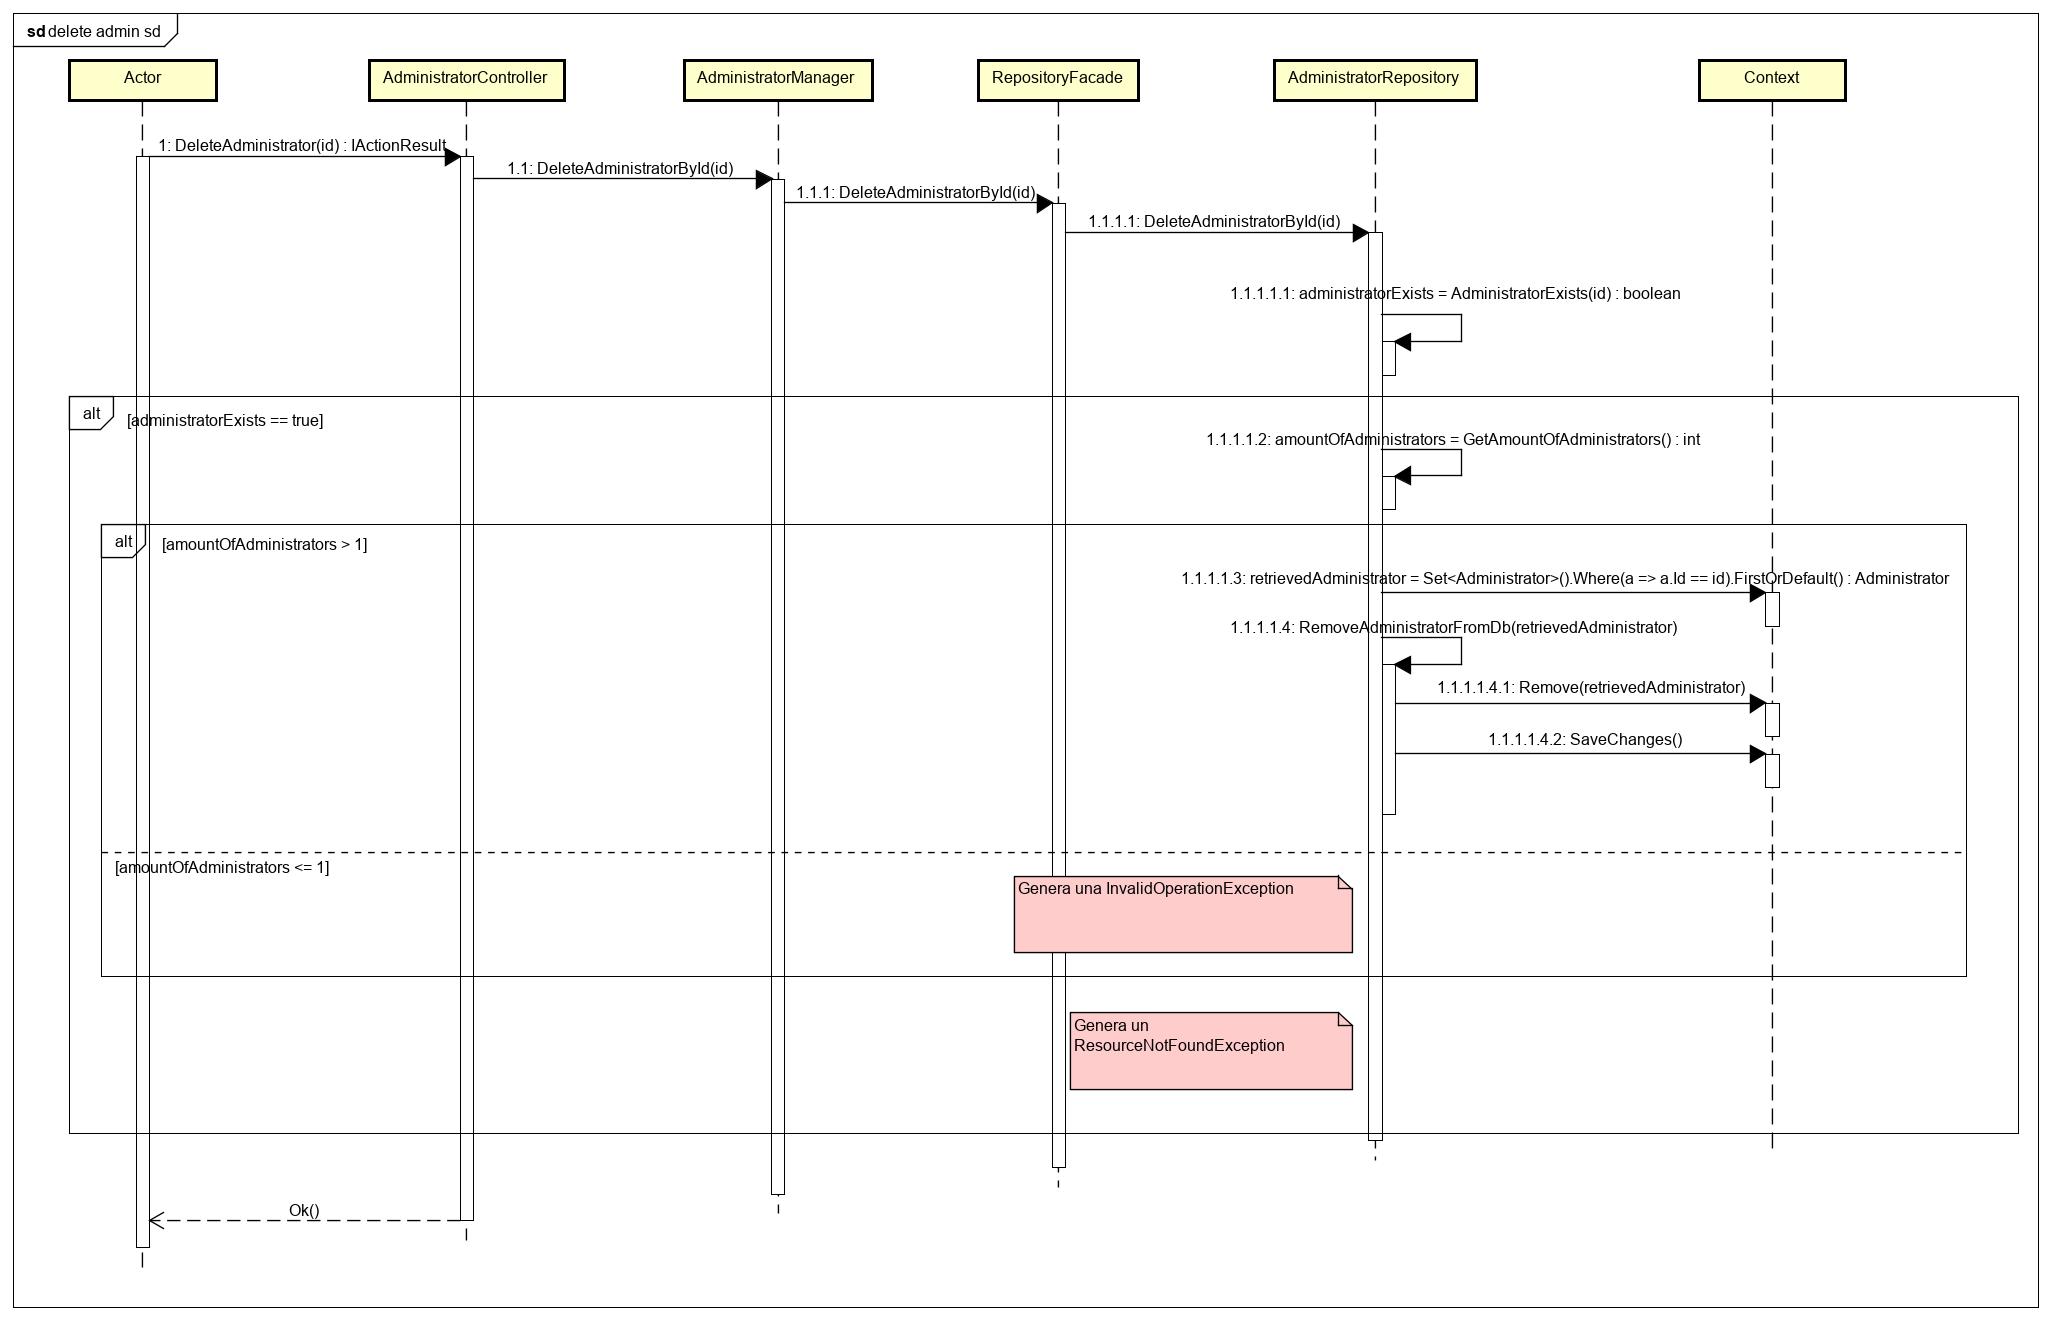 sd delete admin sd
Actor
AdministratorController
AdministratorManager
RepositoryFacade
AdministratorRepository
Context
1: DeleteAdministrator(id) : IActionResult
1.1: DeleteAdministratorById(id)
1.1.1: DeleteAdministratorById(id)
1.1.1.1: DeleteAdministratorById(id)
1.1.1.1.1: administratorExists = AdministratorExists(id) : boolean
alt
[administratorExists == true]
1.1.1.1.2: amountOfAdministrators = GetAmountOfAdministrators() : int
alt
[amountOfAdministrators > 1]
1.1.1.1.3: retrievedAdministrator = Set<Administrator>().Where(a => a.Id == id).FirstOrDefault() : Administrator
1.1.1.1.4: RemoveAdministratorFromDb(retrievedAdministrator)
1.1.1.1.4.1: Remove(retrievedAdministrator)
1.1.1.1.4.2: SaveChanges()
[amountOfAdministrators <= 1]
Genera una InvalidOperationException
Genera un
ResourceNotFoundException
Ok()